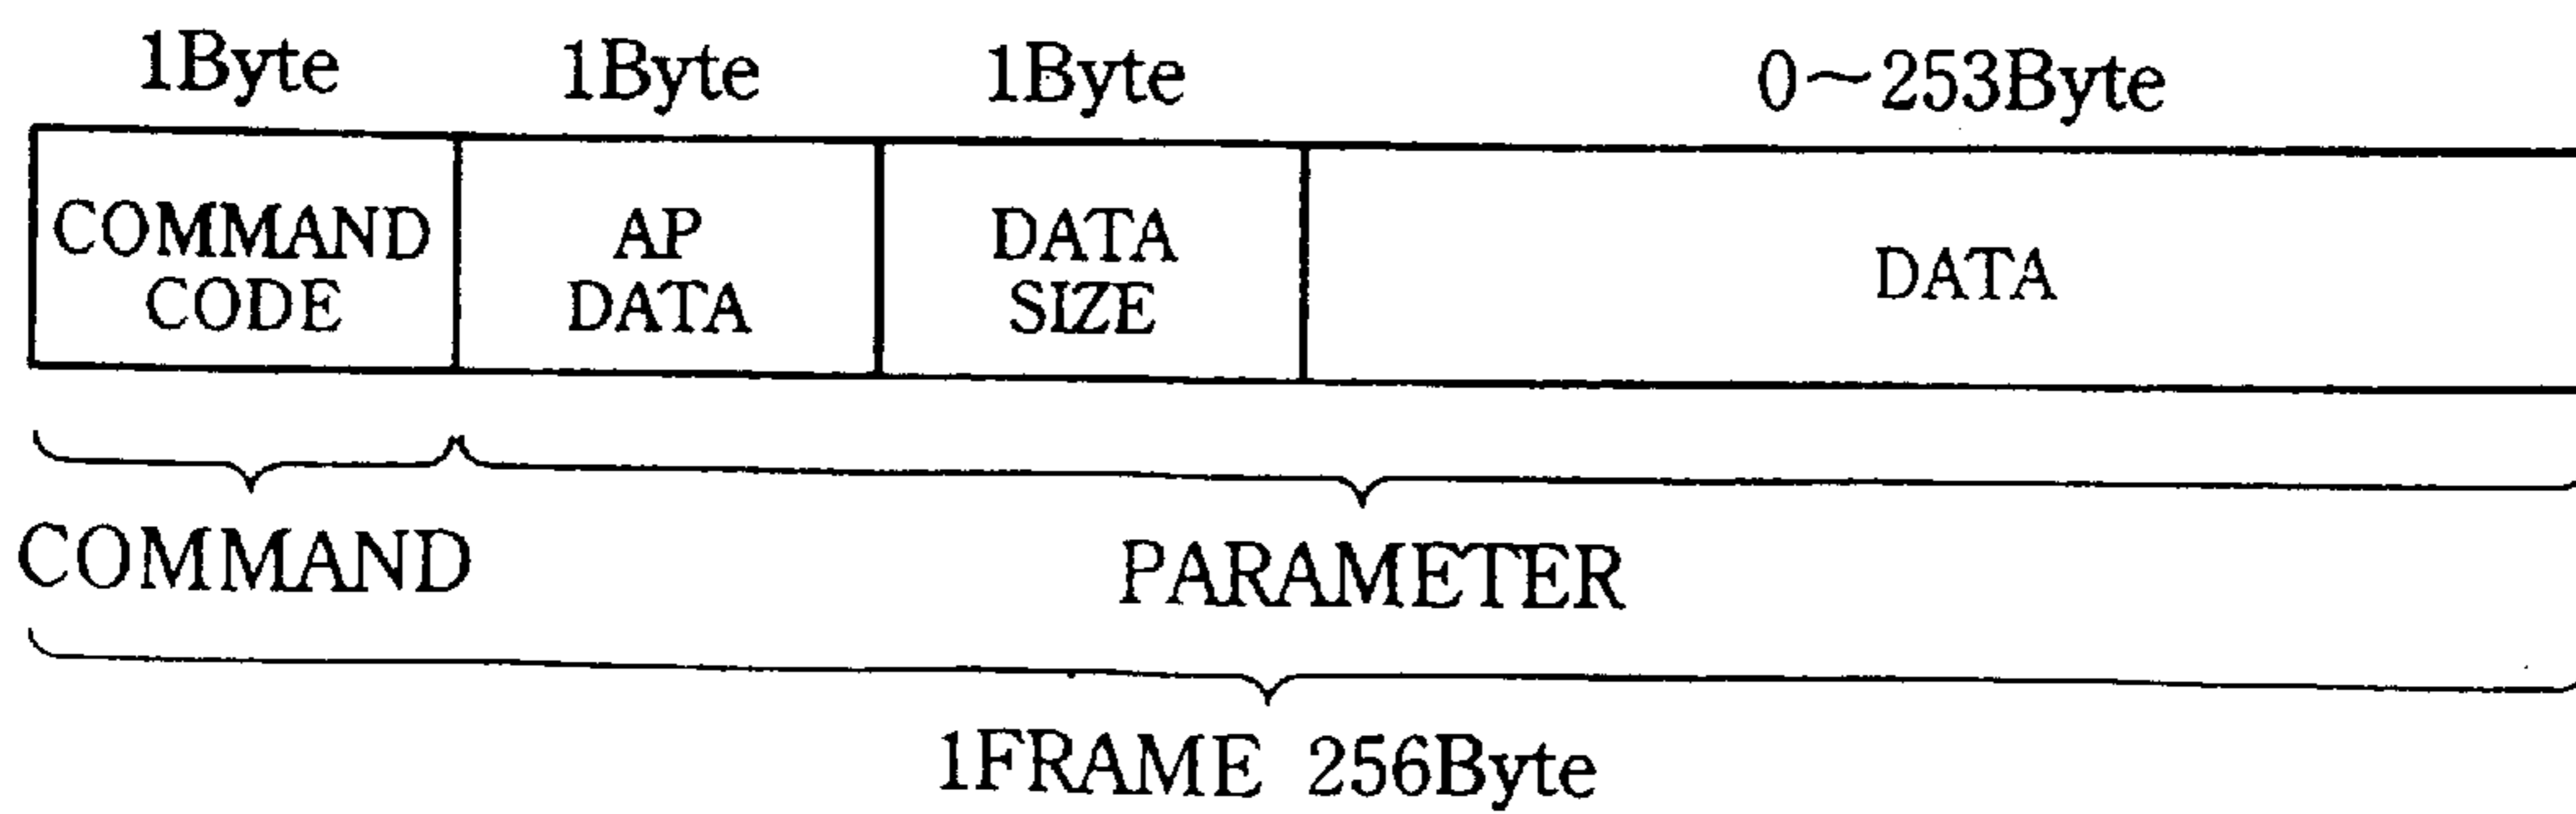 1Byte 1Byte 1Byte 0~253Byte
COMMAND
CODE
AP
DATA
DATA
SIZE
DATA
COMMAND PARAMETER
1FRAME 256Byte